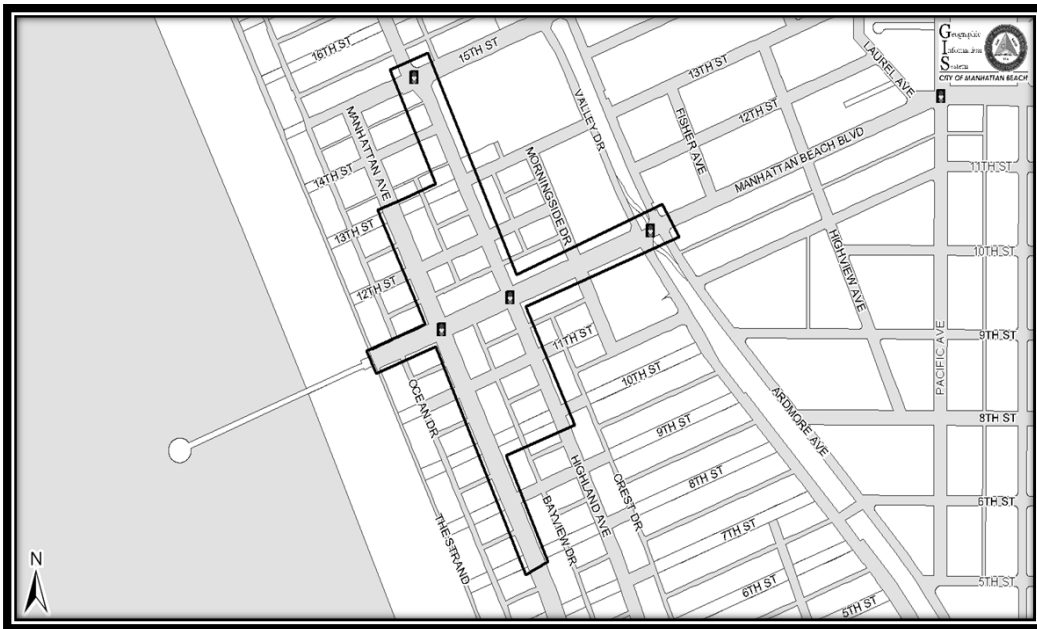 Geographic
Information
System
CITY OF MANHATTAN BEACH
16TH ST
15TH ST
LAUREL AVE
13TH ST
VALLEY DR
12TH ST
FISHER AVE
MANHATTAN AVE
MANHATTAN BEACH BLVD
14TH ST
MORNINGSIDE DR
11TH ST
13TH ST
10TH ST
HIGHVIEW AVE
12TH ST
PACIFIC AVE
11TH ST
9TH ST
10TH ST
OCEAN DR
ARDMORE AVE
9TH ST
8TH ST
8TH ST
HIGHLAND AVE
CREST DR
BAYVIEW DR
6TH ST
THE STRAND
7TH ST
N
6TH ST
5TH ST
5TH ST